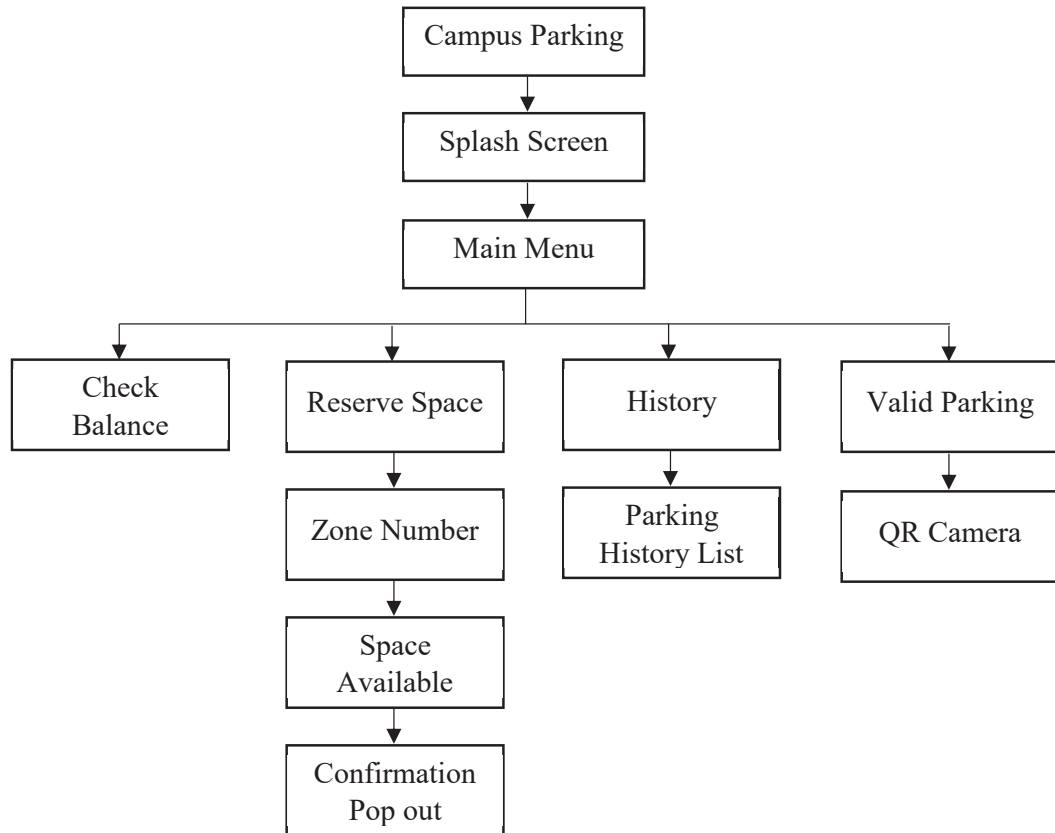 Campus Parking
Splash Screen
Main Menu
Check
Balance
Reserve Space
History
Valid Parking
Zone Number
Parking
History List
QR Camera
Space
Available
Confirmation
Pop out